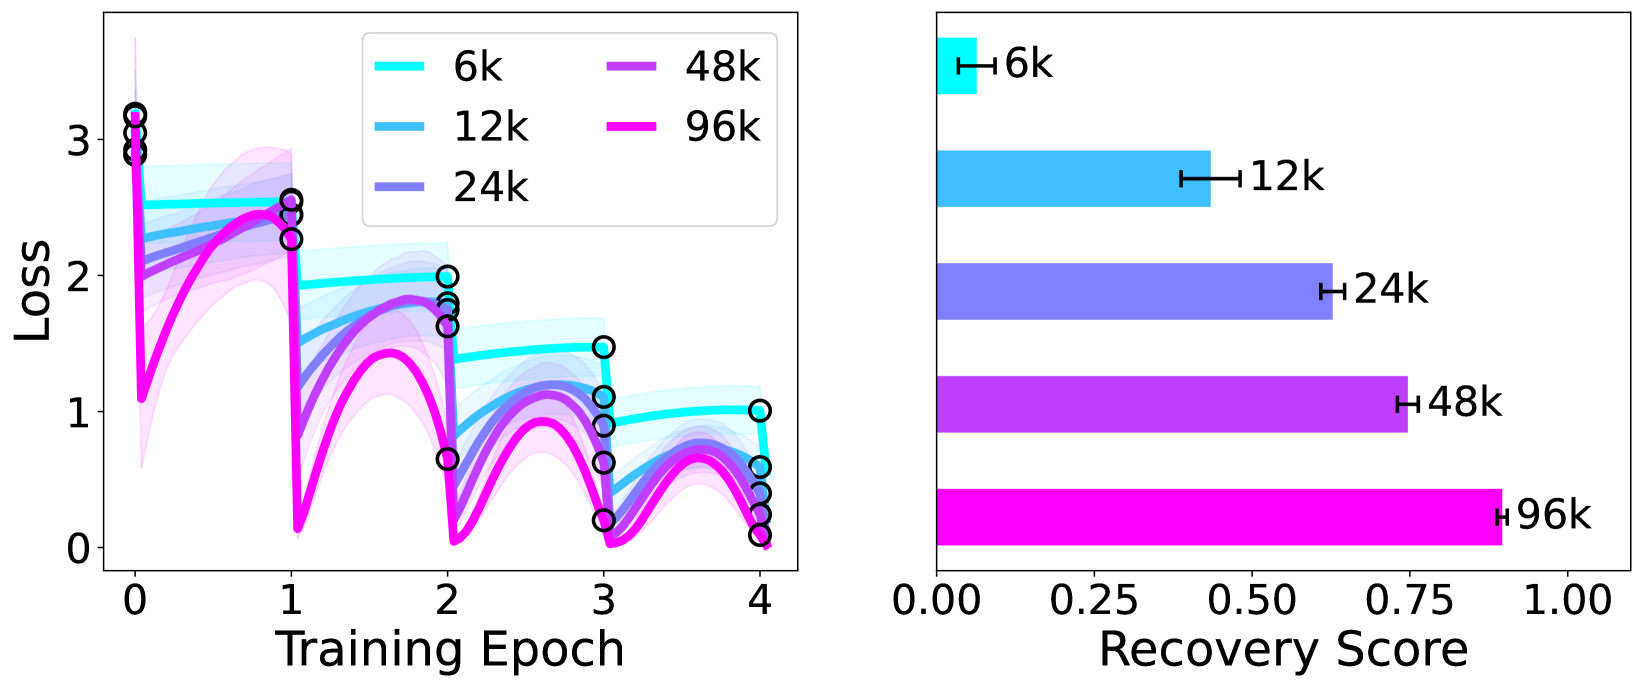 6k
12k
24k
48k
96k
Loss
3
2
1
0
0
1
2
3
4
Training Epoch
6k
12k
24k
48k
96k
0.00
0.25
0.50
0.75
1.00
Recovery Score